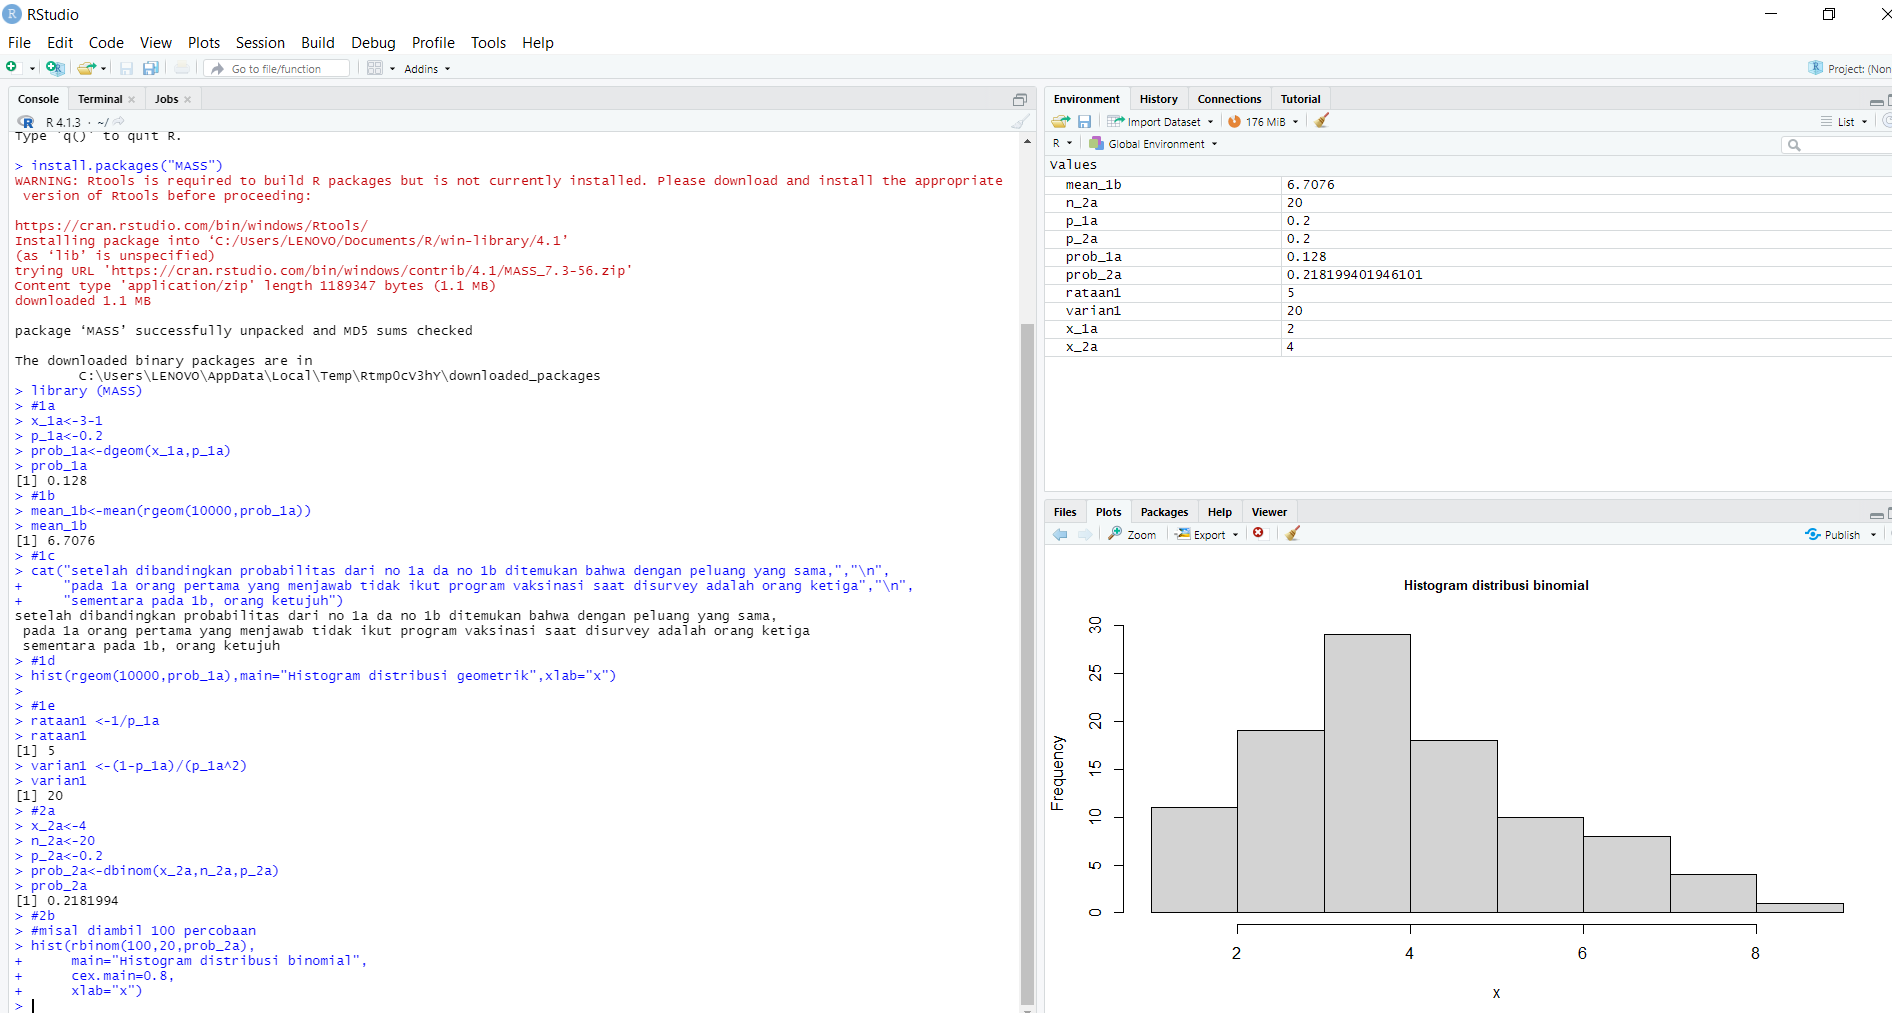 RStudio
File Edit Code View Plots Session Build Debug Profile Tools Help
Go to file/function Addins Project: (Non
Console Terminal Jobs
R 4.1.3 · ~/
Type 'q()' to quit R.
> install.packages("MASS")
WARNING: Rtools is required to build R packages but is not currently installed. Please download and install the appropriate
version of Rtools before proceeding:
https://cran.rstudio.com/bin/windows/Rtools/
Installing package into ‘C:/Users/LENOVO/Documents/R/win-library/4.1’
(as ‘lib’ is unspecified)
trying URL 'https://cran.rstudio.com/bin/windows/contrib/4.1/MASS_7.3-56.zip'
Content type 'application/zip' length 1189347 bytes (1.1 MB)
downloaded 1.1 MB
package ‘MASS’ successfully unpacked and MD5 sums checked
The downloaded binary packages are in
C:\Users\LENOVO\AppData\Local\Temp\Rtmp0cV3hY\downloaded_packages
> library (MASS)
> #1a
> x_1a<-3-1
> p_1a<-0.2
> prob_1a<-dgeom(x_1a,p_1a)
> prob_1a
[1] 0.128
> #1b
> mean_1b<-mean(rgeom(10000,prob_1a))
> mean_1b
[1] 6.7076
> #1c
> cat("setelah dibandingkan probabilitas dari no 1a da no 1b ditemukan bahwa dengan peluang yang sama,","\n",
+ "pada 1a orang pertama yang menjawab tidak ikut program vaksinasi saat disurvey adalah orang ketiga","\n",
+ "sementara pada 1b, orang ketujuh")
setelah dibandingkan probabilitas dari no 1a da no 1b ditemukan bahwa dengan peluang yang sama,
pada 1a orang pertama yang menjawab tidak ikut program vaksinasi saat disurvey adalah orang ketiga
sementara pada 1b, orang ketujuh
> #1d
> hist(rgeom(10000,prob_1a),main="Histogram distribusi geometrik",xlab="x")
>
> #1e
> rataan1 <-1/p_1a
> rataan1
[1] 5
> varian1 <-(1-p_1a)/(p_1a^2)
> varian1
[1] 20
> #2a
> x_2a<-4
> n_2a<-20
> p_2a<-0.2
> prob_2a<-dbinom(x_2a,n_2a,p_2a)
> prob_2a
[1] 0.2181994
> #2b
> #misal diambil 100 percobaan
> hist(rbinom(100,20,prob_2a),
+ main="Histogram distribusi binomial",
+ cex.main=0.8,
+ xlab="x")
>
Environment History Connections Tutorial
Import Dataset 176 MiB List
R Global Environment
Values
mean_1b 6.7076
n_2a 20
p_1a 0.2
p_2a 0.2
prob_1a 0.128
prob_2a 0.218199401946101
rataan1 5
varian1 20
x_1a 2
x_2a 4
Files Plots Packages Help Viewer
Zoom Export Publish
Histogram distribusi binomial
Frequency
30
25
20
15
10
5
0
2 4 6 8
x